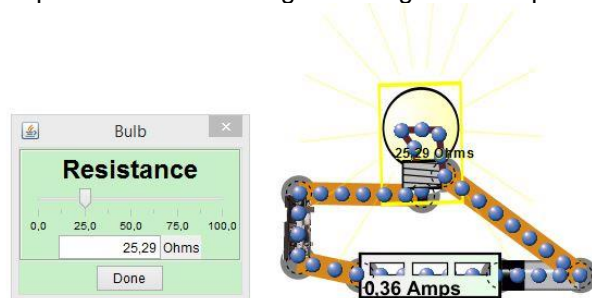 Bulb
Resistance
0,0 25,0 50,0 75,0 100,0
25,29 Ohms
Done
25,29 Ohms
0,36 Amps